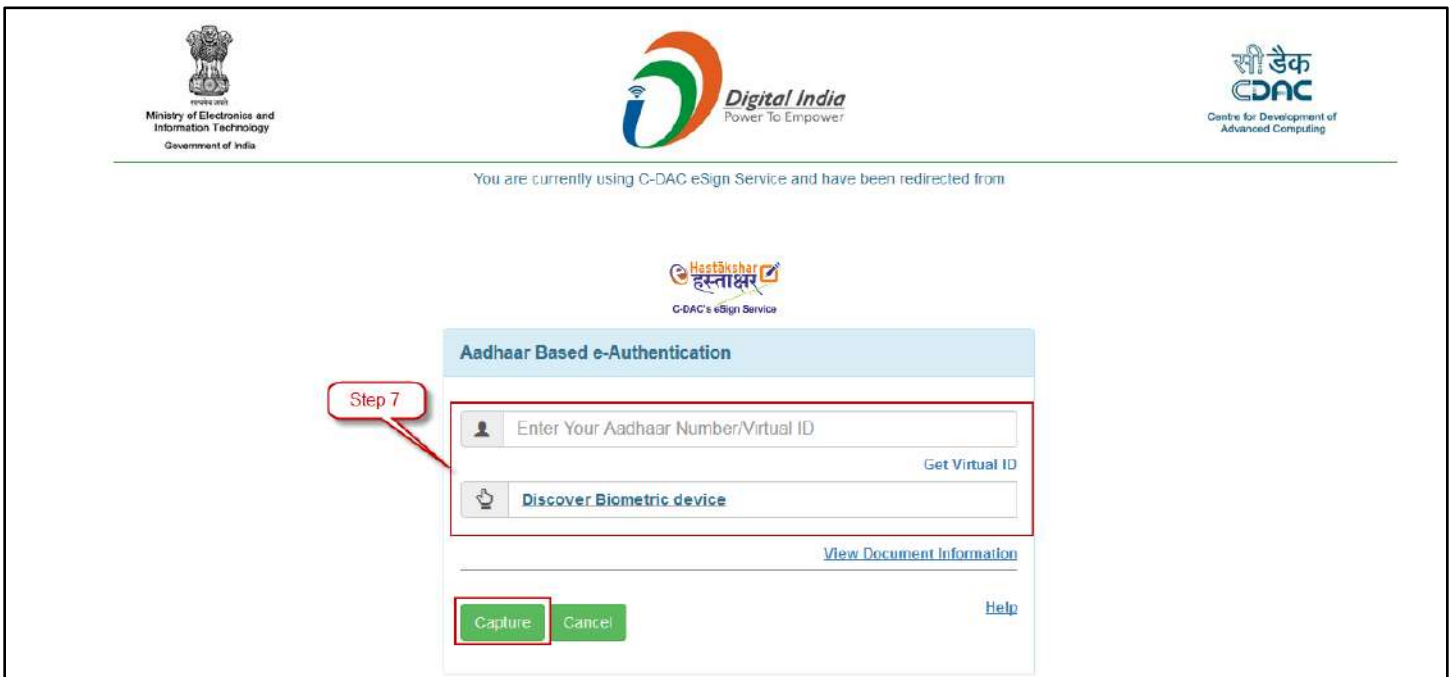 सत्यमेव जयते
Ministry of Electronics and
Information Technology
Government of India
Digital India
Power To Empower
सी डैक
CDAC
Centre for Development of
Advanced Computing
You are currently using C-DAC eSign Service and have been redirected from
e Hastākshar
हस्ताक्षर
C-DAC's eSign Service
Aadhaar Based e-Authentication
Step 7
Enter Your Aadhaar Number/Virtual ID
Get Virtual ID
Discover Biometric device
View Document Information
Help
Capture Cancel